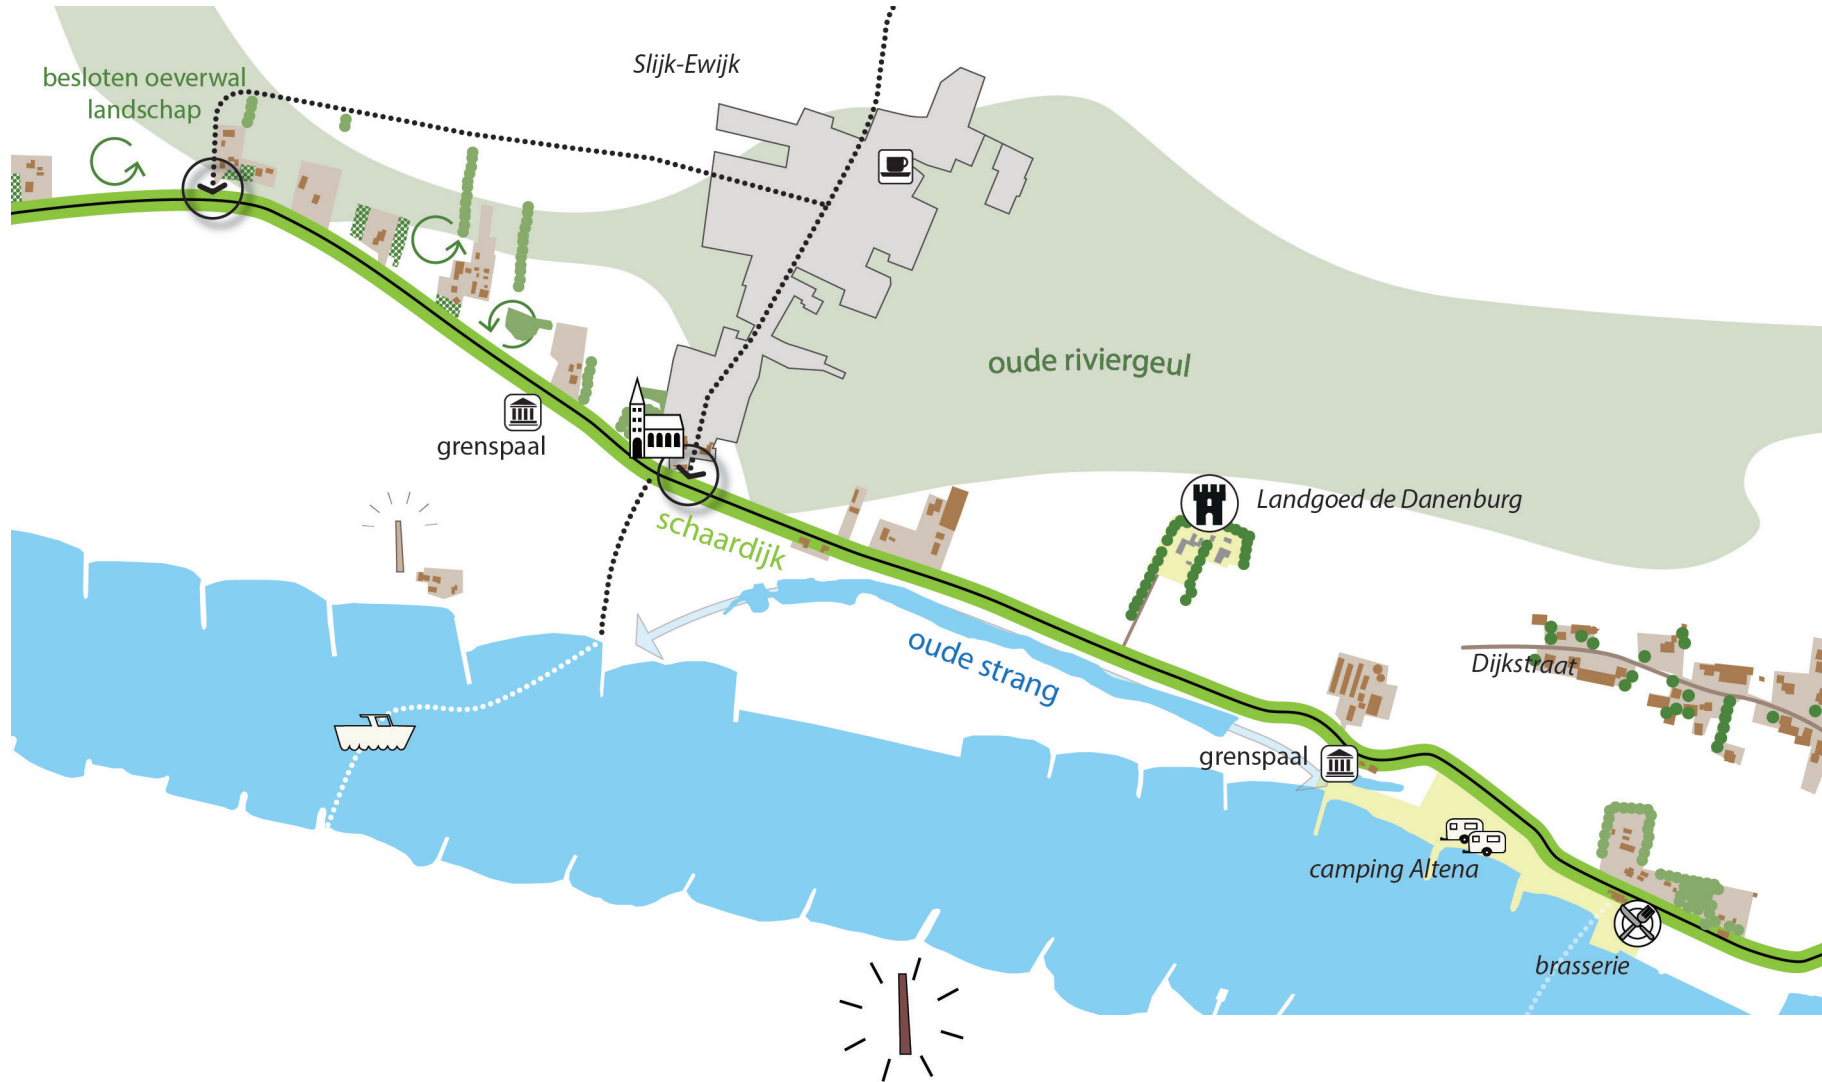 Slijk-Ewijk
besloten oeverwal
landschap
oude riviergeul
grenspaal
Landgoed de Danenburg
schaardijk
oude strang
Dijkstraat
grenspaal
camping Altena
brasserie